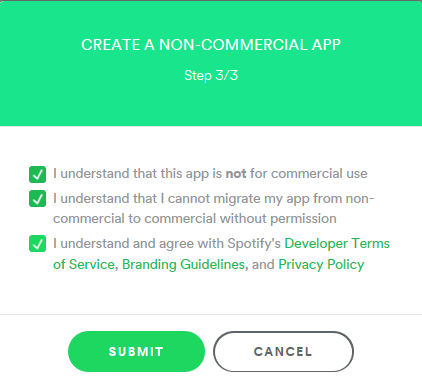 CREATE A NON-COMMERCIAL APP
Step 3/3
I understand that this app is not for commercial use
I understand that I cannot migrate my app from non-
commercial to commercial without permission
I understand and agree with Spotify's Developer Terms
of Service, Branding Guidelines, and Privacy Policy
SUBMIT
CANCEL